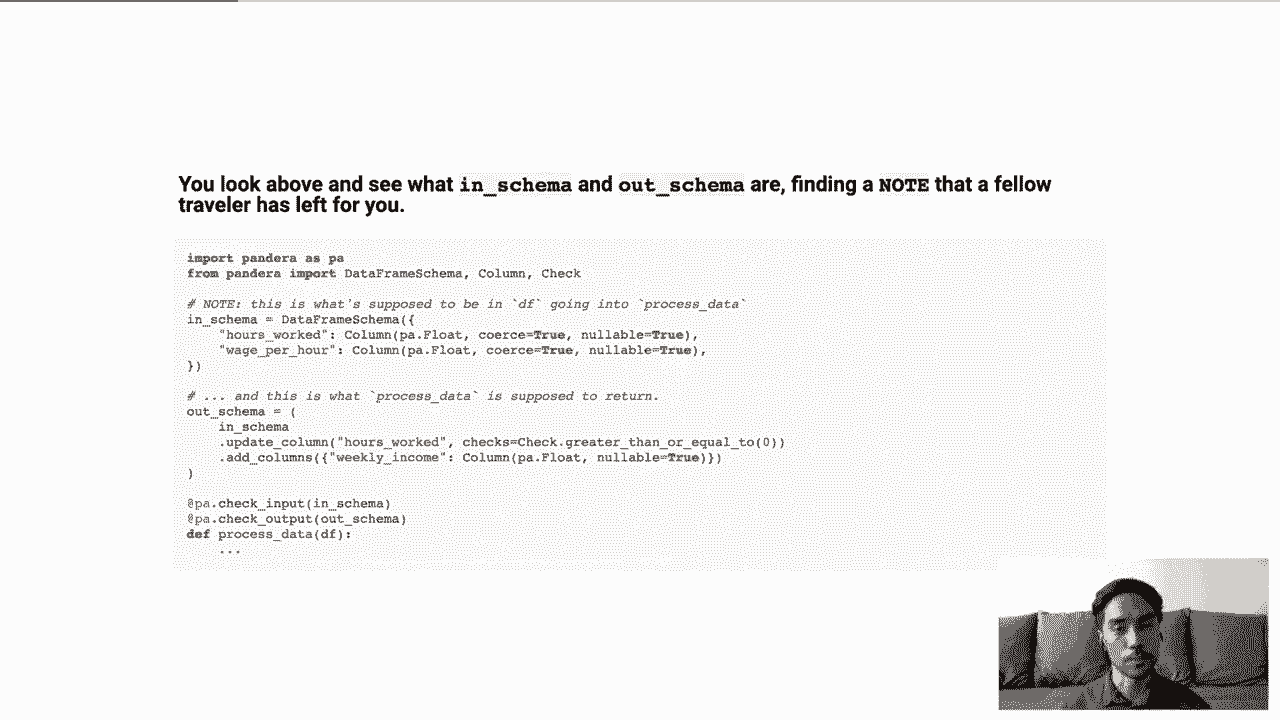 You look above and see what in_schema and out_schema are, finding a NOTE that a fellow
traveler has left for you.
import pandera as pa
from pandera import DataFrameSchema, Column, Check
# NOTE: this is what's supposed to be in `df` going into `process_data`
in_schema = DataFrameSchema({
    "hours_worked": Column(pa.Float, coerce=True, nullable=True),
    "wage_per_hour": Column(pa.Float, coerce=True, nullable=True),
})
# ... and this is what `process_data` is supposed to return.
out_schema = (
    in_schema
    .update_column("hours_worked", checks=Check.greater_than_or_equal_to(0))
    .add_columns({"weekly_income": Column(pa.Float, nullable=True)})
)
@pa.check_input(in_schema)
@pa.check_output(out_schema)
def process_data(df):
    ...